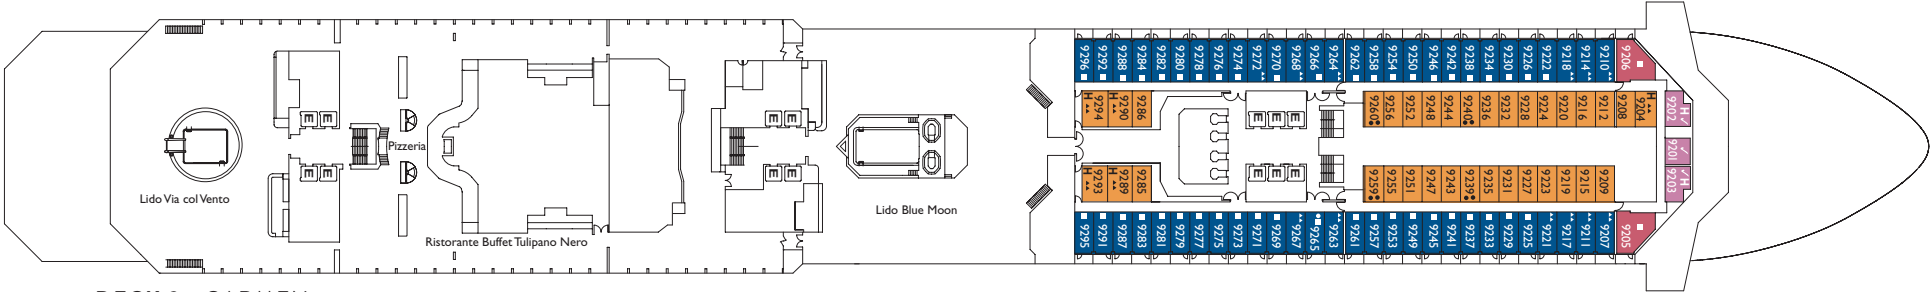 9296 9292 9288 9284 9282 9280 9278 9276 9274 9272 9270 9268 9266 9264 9262 9258 9254 9250 9246 9242 9238 9234 9230 9226 9222 9218 9214 9210 9206
H 9294 H 9290 9286 9260 9256 9252 9248 9244 9240 9236 9232 9228 9224 9220 9216 9212 9208 H 9204 9202 H
E E E E E E E
Pizzeria
9201
E E E E E E E
Lido Via col Vento
Lido Blue Moon
H 9293 H 9289 9285 9259 9255 9251 9247 9243 9239 9235 9231 9227 9223 9219 9215 9209 9203 H
Ristorante Buffet Tulipano Nero
9295 9291 9287 9283 9281 9279 9277 9275 9273 9271 9269 9267 9265 9263 9261 9257 9253 9249 9245 9241 9237 9233 9229 9225 9221 9217 9211 9207 9205